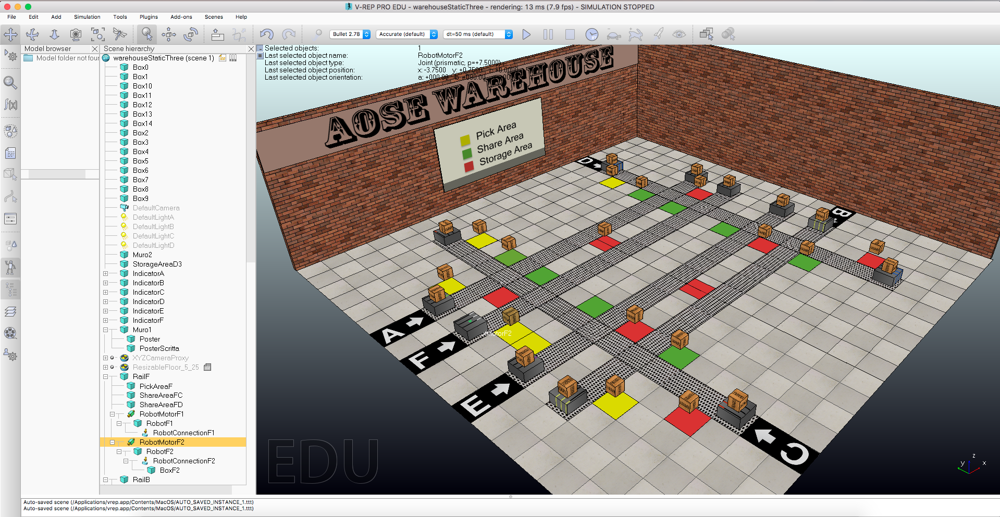 V-REP PRO EDU - warehouseStaticThree - rendering: 13 ms (7.9 fps) - SIMULATION STOPPED
File Edit Add Simulation Tools Plugins Add-ons Scenes Help
Bullet 2.78 Accurate (default) dt=50 ms (default)
Model browser
Model folder not four
Scene hierarchy
warehouseStaticThree (scene 1)
Box0
Box1
Box10
Box11
Box12
Box13
Box14
Box2
Box3
Box4
Box5
Box6
Box7
Box8
Box9
DefaultCamera
DefaultLightA
DefaultLightB
DefaultLightC
DefaultLightD
Muro2
StorageAreaD3
IndicatorA
IndicatorB
IndicatorC
IndicatorD
IndicatorE
IndicatorF
Muro1
Poster
PosterScritta
XYZCameraProxy
ResizableFloor_5_25
RailF
PickAreaF
ShareAreaFC
ShareAreaFD
RobotMotorF1
RobotF1
RobotConnectionF1
RobotMotorF2
RobotF2
RobotConnectionF2
BoxF2
RailB
Selected objects: 1
Last selected object name: RobotMotorF2
Last selected object type: Joint (prismatic, p=+7.5000)
Last selected object position: x: -3.7500 y: +0.7500 z: +0.0000
Last selected object orientation: a: +000.00 b: +090.00
AOSE WAREHOUSE
Pick Area
Share Area
Storage Area
D
B
A
F
E
C
otMotorF2
EDU
z
y
x
Auto-saved scene (/Applications/vrep.app/Contents/MacOS/AUTO_SAVED_INSTANCE_1.ttt)
Auto-saved scene (/Applications/vrep.app/Contents/MacOS/AUTO_SAVED_INSTANCE_1.ttt)